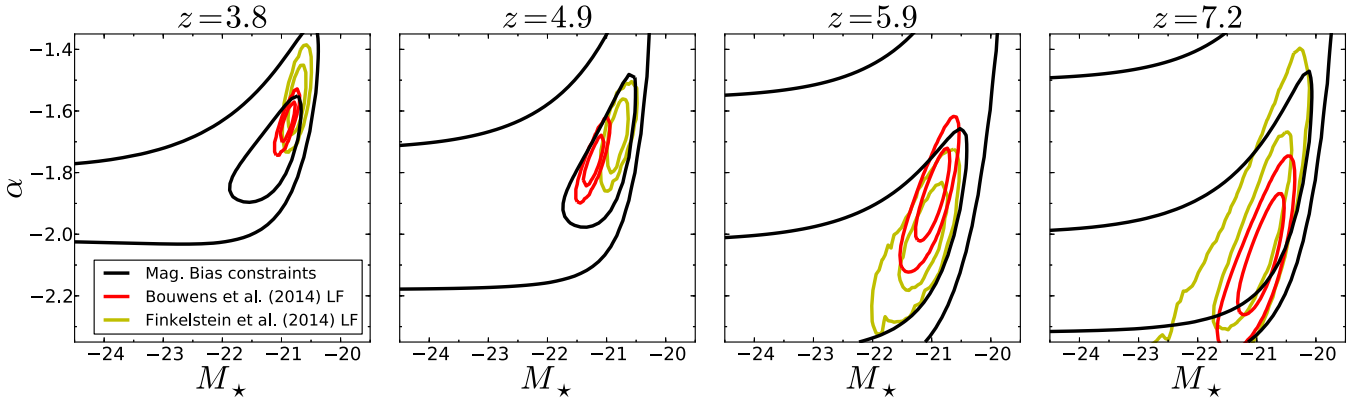 z=3.8 z=4.9 z=5.9 z=7.2
−1.4
−1.6
−1.8
−2.0
−2.2
α
Mag. Bias constraints
Bouwens et al. (2014) LF
Finkelstein et al. (2014) LF
−24 −23 −22 −21 −20 −24 −23 −22 −21 −20 −24 −23 −22 −21 −20 −24 −23 −22 −21 −20
M⋆ M⋆ M⋆ M⋆